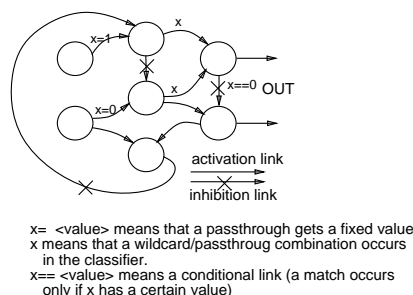 x
x=1
x==0 OUT
x
x=0
activation link
inhibition link
x= <value> means that a passthrough gets a fixed value
x means that a wildcard/passthroug combination occurs
in the classifier.
x== <value> means a conditional link (a match occurs
only if x has a certain value)